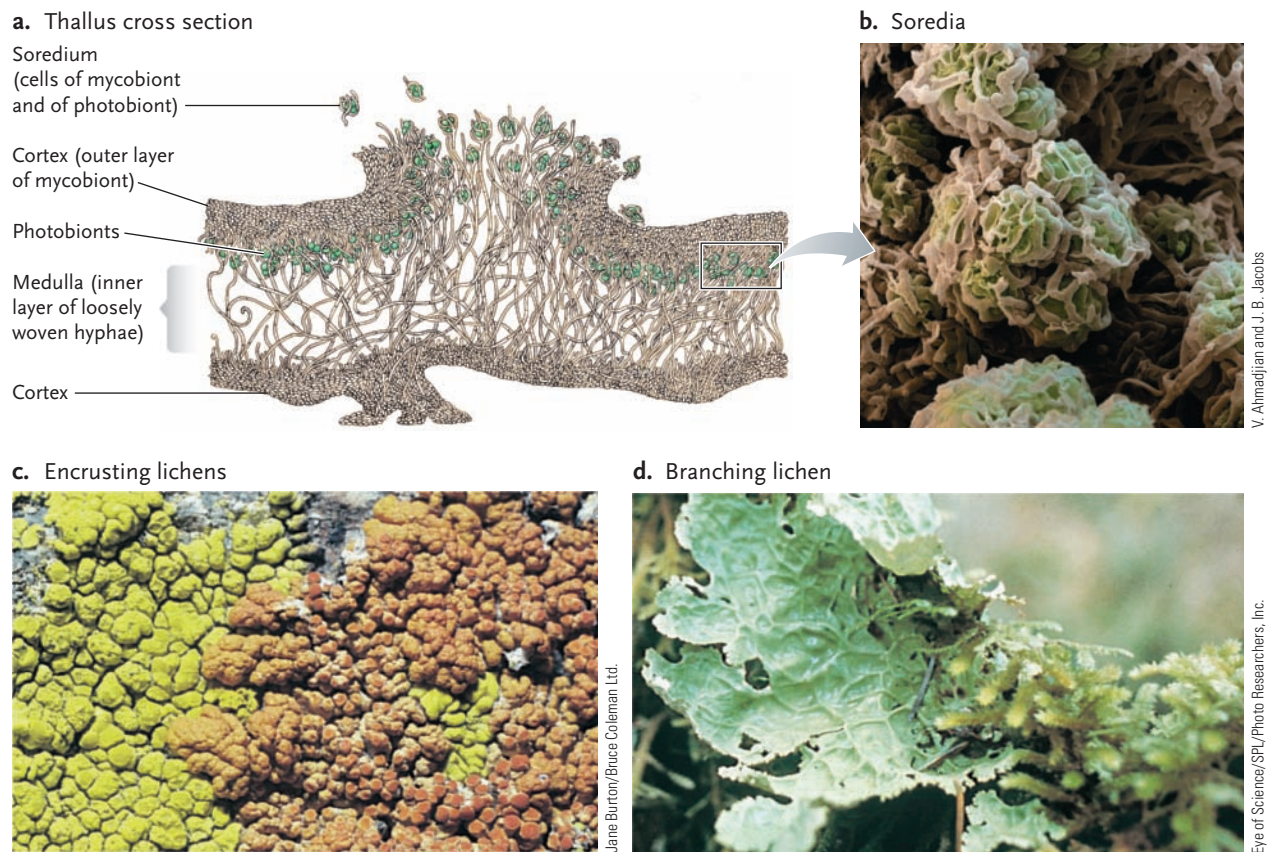 a. Thallus cross section
Soredium
(cells of mycobiont
and of photobiont)
Cortex (outer layer
of mycobiont)
Photobionts
Medulla (inner
layer of loosely
woven hyphae)
Cortex
b. Soredia
V. Ahmadjian and J. B. Jacobs
c. Encrusting lichens
Jane Burton/Bruce Coleman Ltd.
d. Branching lichen
Eye of Science/SPL/Photo Researchers, Inc.